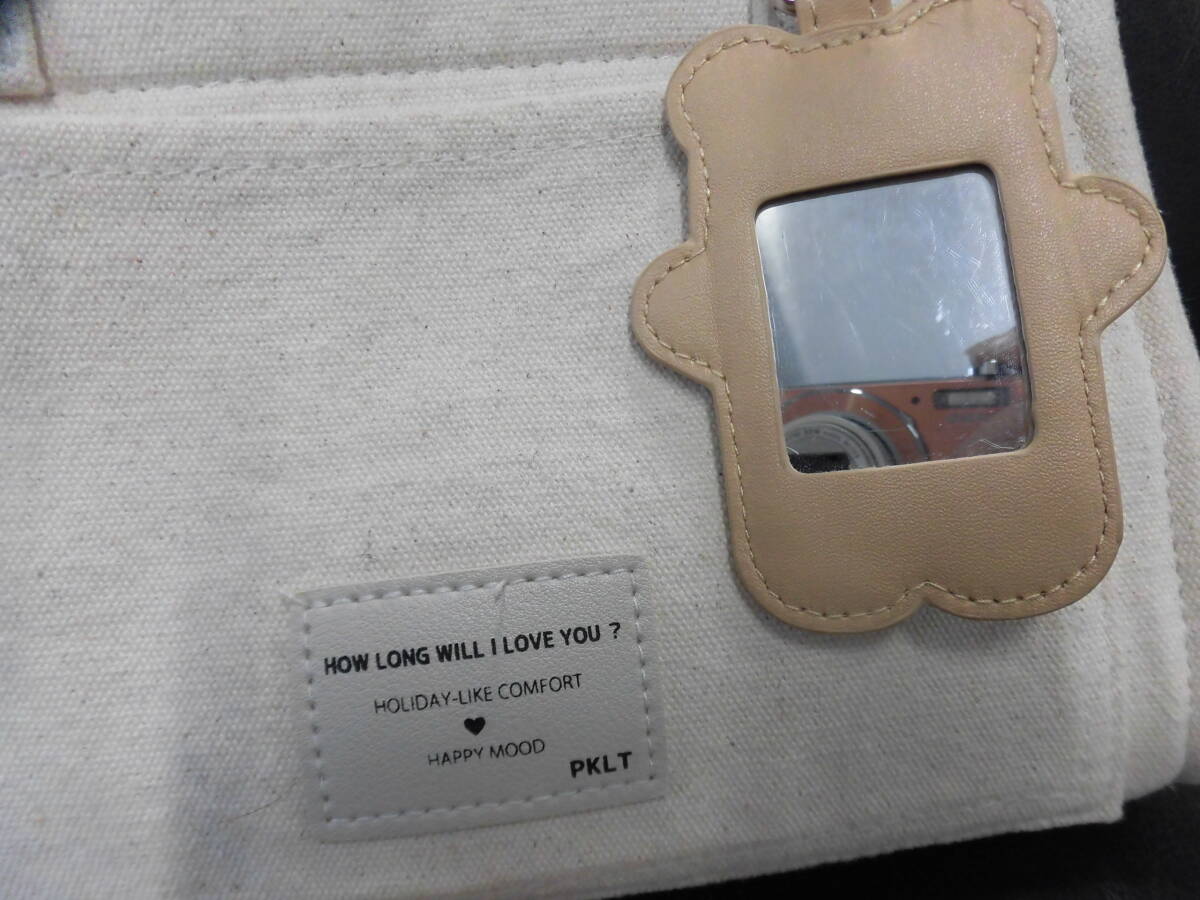 HOW LONG WILL I LOVE YOU ?
HOLIDAY-LIKE COMFORT
♥
HAPPY MOOD
PKLT